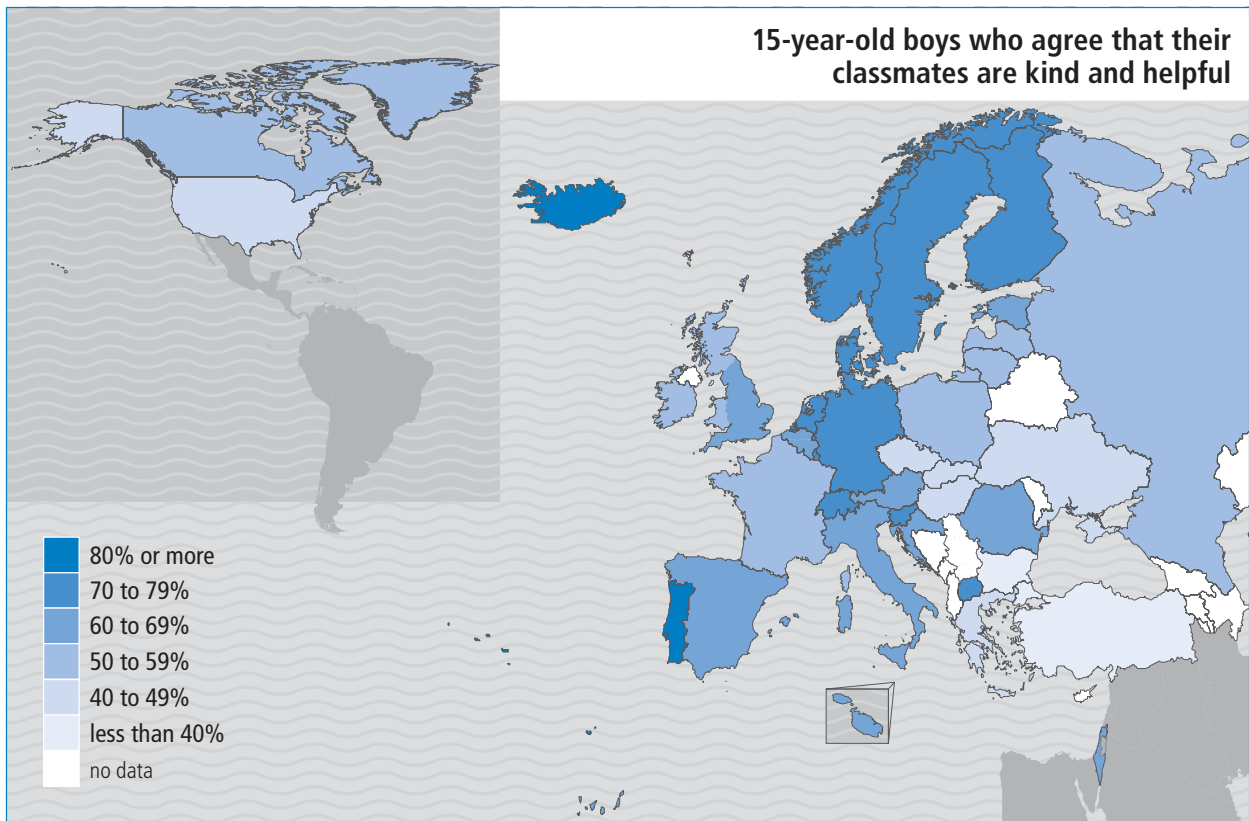 15-year-old boys who agree that their
classmates are kind and helpful
80% or more
70 to 79%
60 to 69%
50 to 59%
40 to 49%
less than 40%
no data